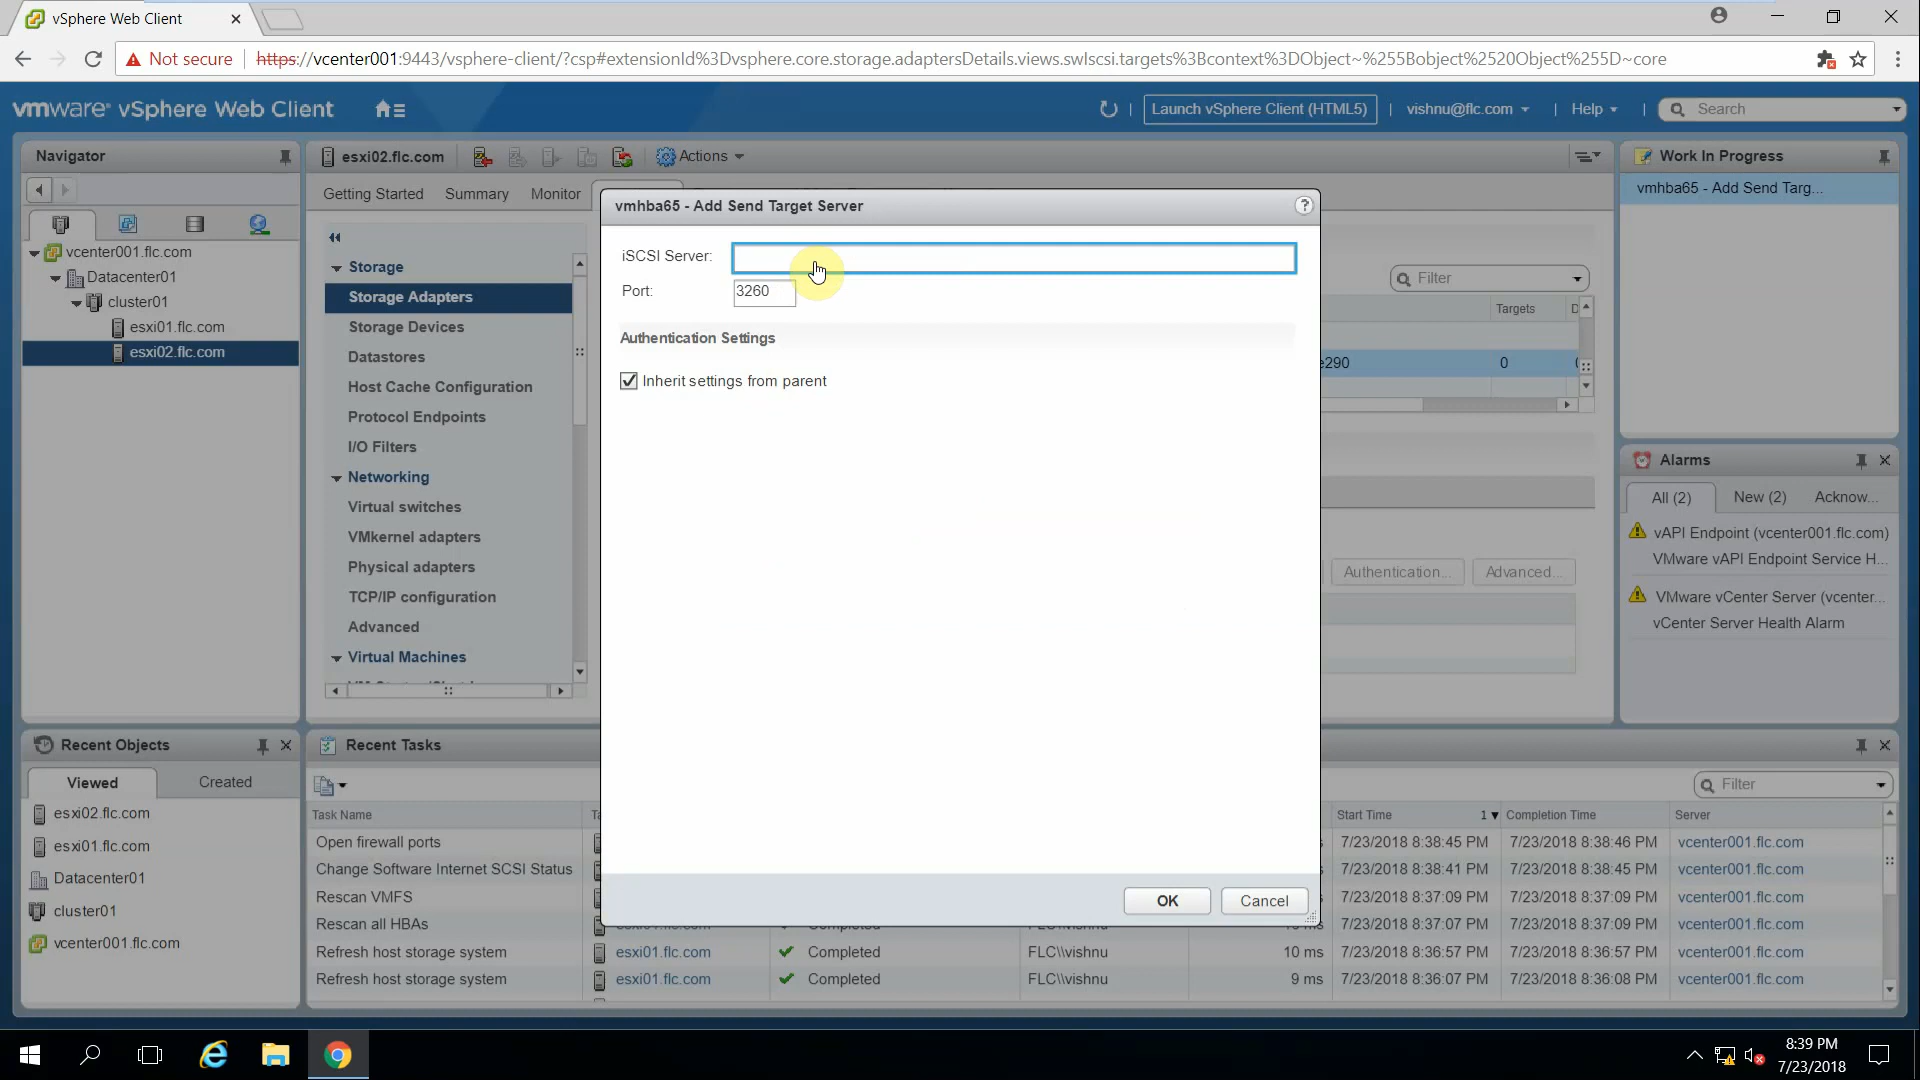 vSphere Web Client
Not secure
https://vcenter001:9443/vsphere-client/?csp#extensionId%3Dvsphere.core.storage.adaptersDetails.views.swIscsi.targets%3Bcontext%3DObject~%255Bobject%2520Object%255D~core
vmware® vSphere Web Client
Launch vSphere Client (HTML5)
vishnu@flc.com
Help
Search
Navigator
esxi02.flc.com
Actions
Work In Progress
Getting Started
Summary
Monitor
vmhba65 - Add Send Targ...
vcenter001.flc.com
Datacenter01
cluster01
esxi01.flc.com
esxi02.flc.com
Storage
Storage Adapters
Storage Devices
Datastores
Host Cache Configuration
Protocol Endpoints
I/O Filters
Networking
Virtual switches
VMkernel adapters
Physical adapters
TCP/IP configuration
Advanced
Virtual Machines
vmhba65 - Add Send Target Server
iSCSI Server:
Port:
3260
Authentication Settings
Inherit settings from parent
OK
Cancel
Filter
Targets
D
e290
0
Authentication...
Advanced...
Alarms
All (2)
New (2)
Acknow...
vAPI Endpoint (vcenter001.flc.com)
VMware vAPI Endpoint Service H...
VMware vCenter Server (vcenter...
vCenter Server Health Alarm
Recent Objects
Viewed
Created
esxi02.flc.com
esxi01.flc.com
Datacenter01
cluster01
vcenter001.flc.com
Recent Tasks
Filter
Task Name
Start Time
1
Completion Time
Server
Open firewall ports
7/23/2018 8:38:45 PM
7/23/2018 8:38:46 PM
vcenter001.flc.com
Change Software Internet SCSI Status
7/23/2018 8:38:41 PM
7/23/2018 8:38:45 PM
vcenter001.flc.com
Rescan VMFS
7/23/2018 8:37:09 PM
7/23/2018 8:37:09 PM
vcenter001.flc.com
Rescan all HBAs
7/23/2018 8:37:07 PM
7/23/2018 8:37:09 PM
vcenter001.flc.com
Refresh host storage system
esxi01.flc.com
Completed
FLC\\vishnu
10 ms
7/23/2018 8:36:57 PM
7/23/2018 8:36:57 PM
vcenter001.flc.com
Refresh host storage system
esxi01.flc.com
Completed
FLC\\vishnu
9 ms
7/23/2018 8:36:07 PM
7/23/2018 8:36:08 PM
vcenter001.flc.com
8:39 PM
7/23/2018